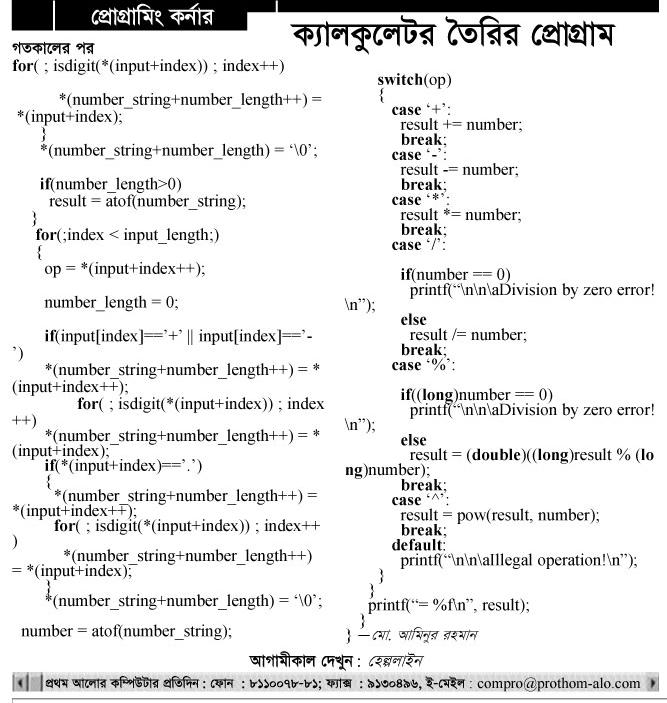 প্রোগ্রামিং কর্নার
ক্যালকুলেটর তৈরির প্রোগ্রাম
গতকালের পর
for( ; isdigit(*(input+index)) ; index++)
*(number_string+number_length++) =
*(input+index);
}
*(number_string+number_length) = ‘\0’;
if(number_length>0)
result = atof(number_string);
}
for(;index < input_length;)
{
op = *(input+index++);
number_length = 0;
if(input[index]=='+' || input[index]=='-
')
*(number_string+number_length++) = *
(input+index++);
for( ; isdigit(*(input+index)) ; index
++)
*(number_string+number_length++) = *
(input+index);
if(*(input+index)=='.')
{
*(number_string+number_length++) =
*(input+index++);
for( ; isdigit(*(input+index)) ; index++
)
*(number_string+number_length++)
= *(input+index);
}
*(number_string+number_length) = ‘\0’;
number = atof(number_string);
switch(op)
{
case ‘+’:
result += number;
break;
case ‘-’:
result -= number;
break;
case ‘*’:
result *= number;
break;
case ‘/’:
if(number == 0)
printf(“\n\n\aDivision by zero error!
\n”);
else
result /= number;
break;
case ‘%’:
if((long)number == 0)
printf(“\n\n\aDivision by zero error!
\n”);
else
result = (double)((long)result % (lo
ng)number);
break;
case ‘^’:
result = pow(result, number);
break;
default:
printf(“\n\n\aIllegal operation!\n”);
}
}
printf(“= %f\n”, result);
}
} —মো. আমিনুর রহমান
আগামীকাল দেখুন : হেল্পলাইন
প্রথম আলোর কম্পিউটার প্রতিদিন : ফোন : ৮১১০০৭৮-৮১; ফ্যাক্স : ৯১৩০৪৯৬, ই-মেইল : compro@prothom-alo.com